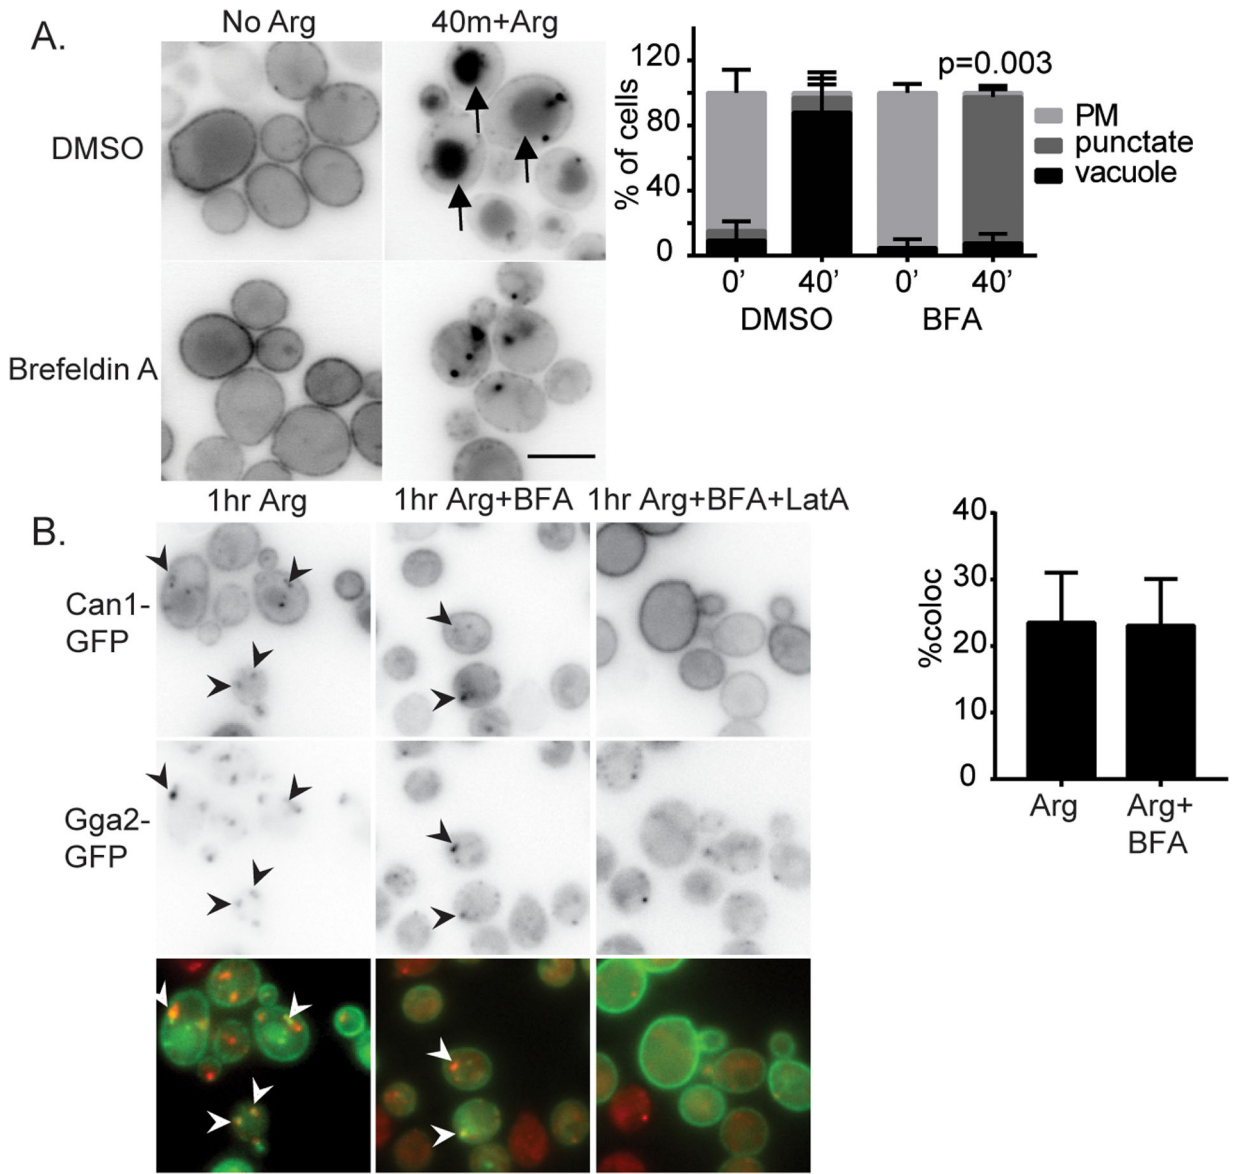 A.
No Arg
40m+Arg
DMSO
Brefeldin A
% of cells
120
80
40
0
p=0.003
PM
punctate
vacuole
0’
40’
0’
40’
DMSO
BFA
B.
1hr Arg
1hr Arg+BFA
1hr Arg+BFA+LatA
Can1-
GFP
Gga2-
GFP
%coloc
40
30
20
10
0
Arg
Arg+
BFA